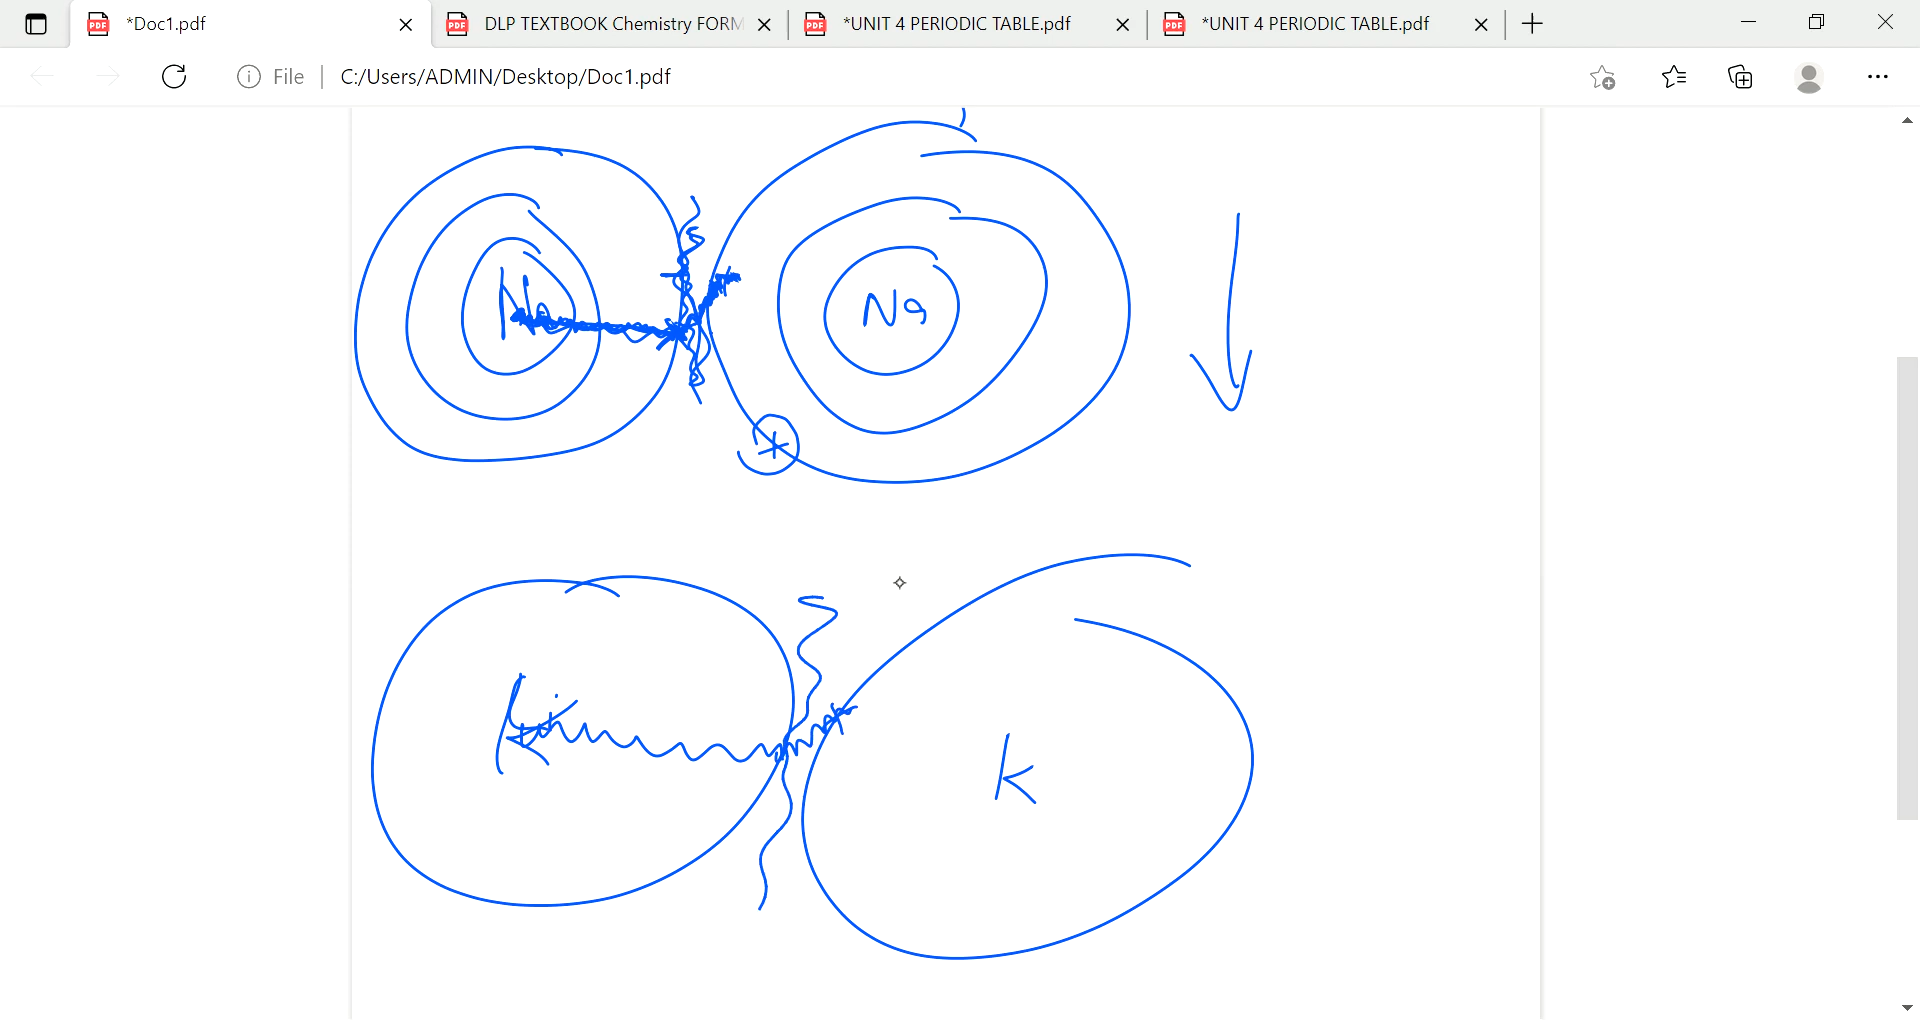 *Doc1.pdf
DLP TEXTBOOK Chemistry FORM
*UNIT 4 PERIODIC TABLE.pdf
*UNIT 4 PERIODIC TABLE.pdf
File
C:/Users/ADMIN/Desktop/Doc1.pdf
Na
Na
K
K